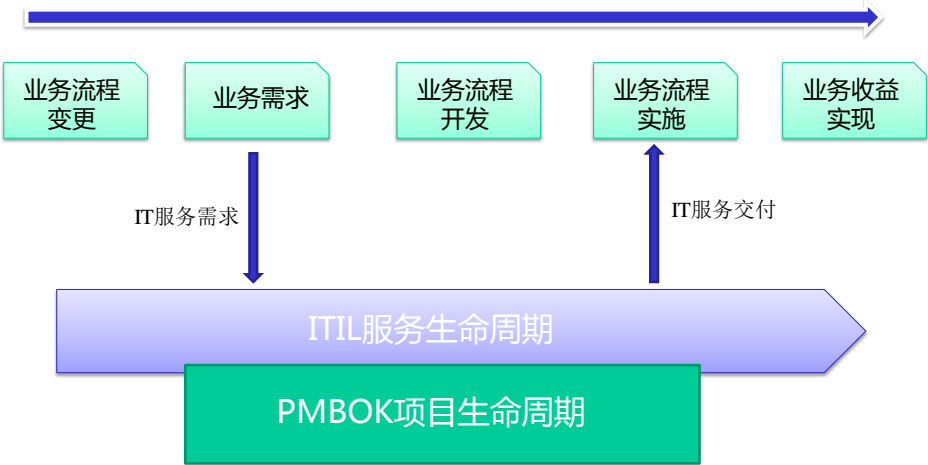 业务流程
变更
业务需求
业务流程
开发
业务流程
实施
业务收益
实现
IT服务需求
IT服务交付
ITIL服务生命周期
PMBOK项目生命周期